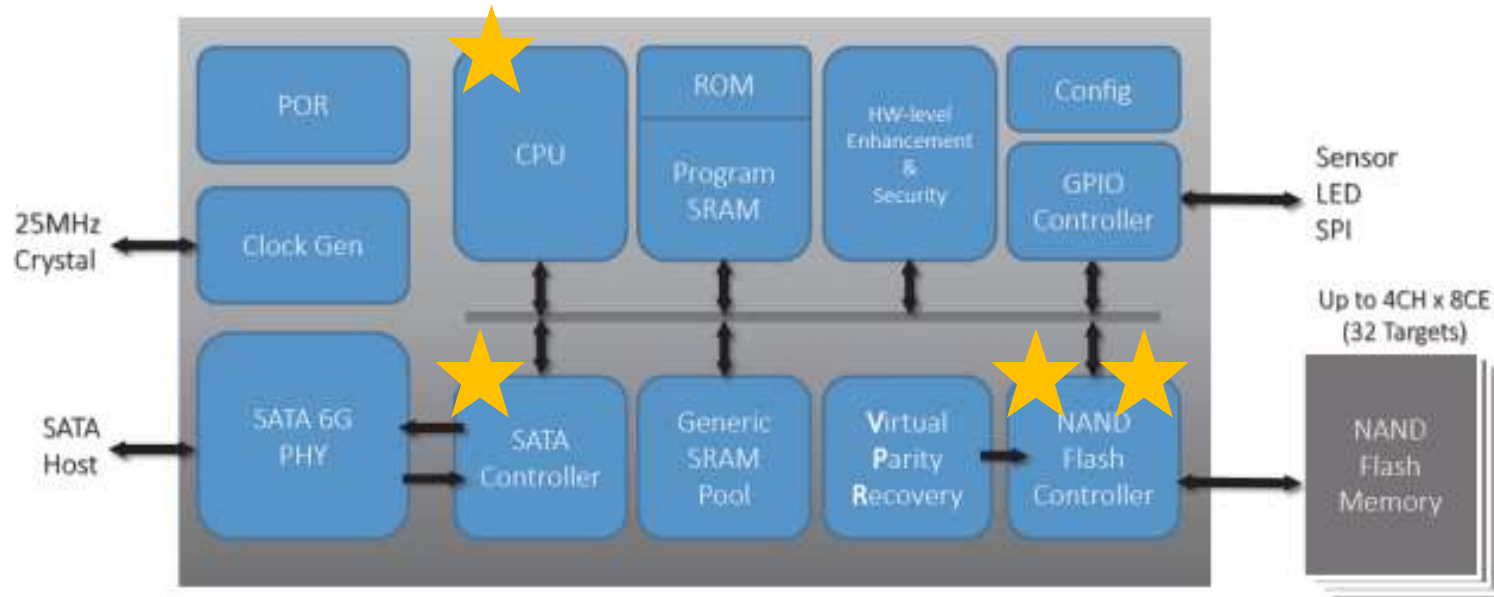 POR
CPU
ROM
Program
SRAM
HW-level
Enhancement
&
Security
Config
GPIO
Controller
Sensor
LED
SPI
25MHz
Crystal
Clock Gen
Up to 4CH x 8CE
(32 Targets)
SATA
Host
SATA 6G
PHY
SATA
Controller
Generic
SRAM
Pool
Virtual
Parity
Recovery
NAND
Flash
Controller
NAND
Flash
Memory